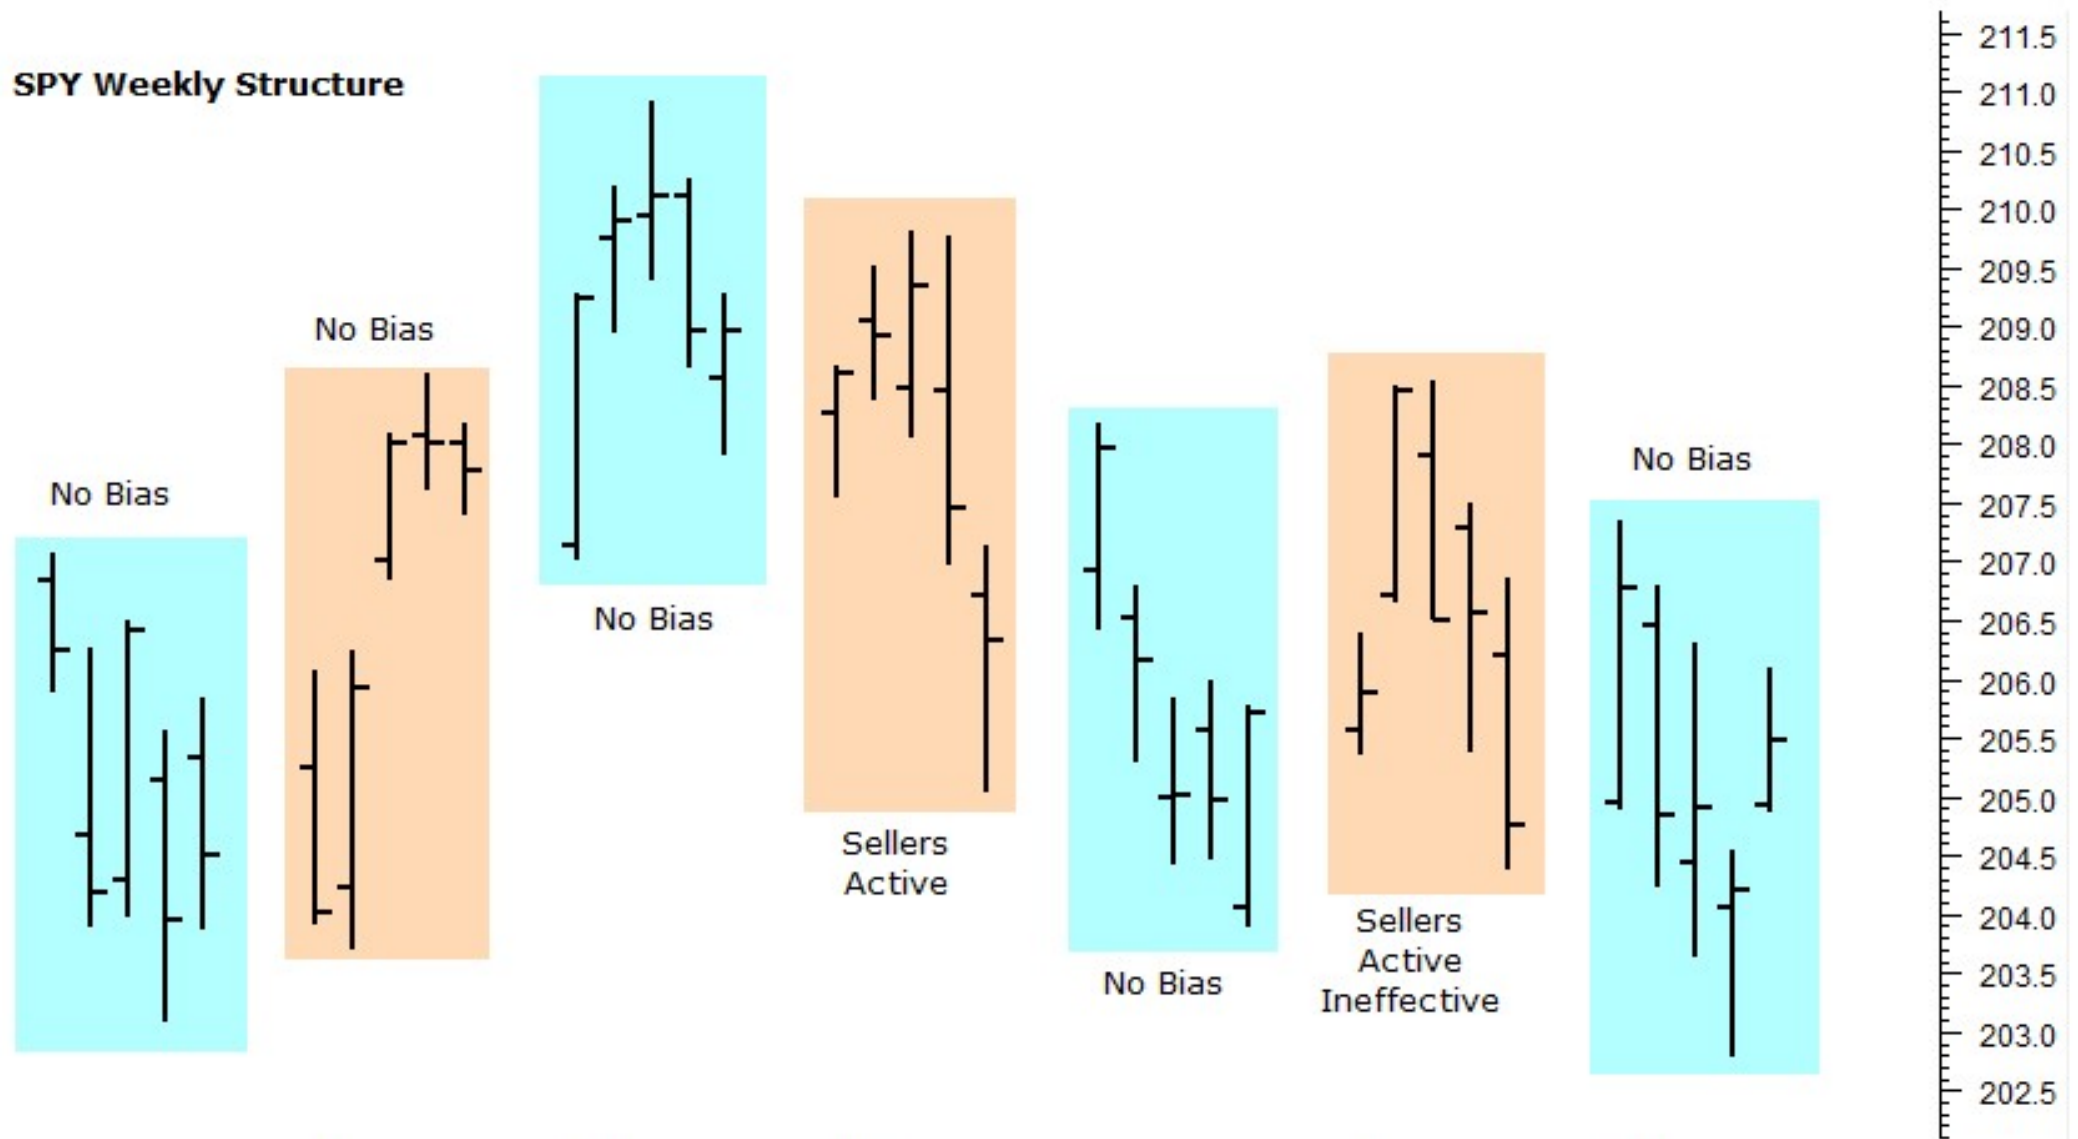 SPY Weekly Structure
No Bias
No Bias
No Bias
Sellers
Active
No Bias
Sellers
Active
Ineffective
No Bias
211.5
211.0
210.5
210.0
209.5
209.0
208.5
208.0
207.5
207.0
206.5
206.0
205.5
205.0
204.5
204.0
203.5
203.0
202.5